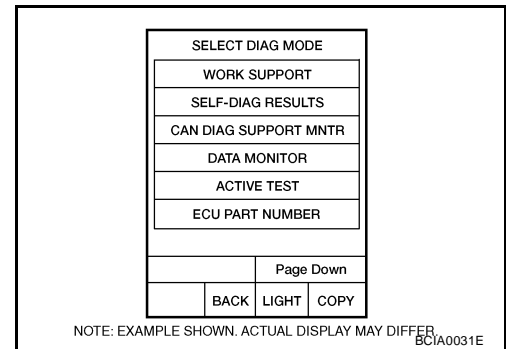 SELECT DIAG MODE
WORK SUPPORT
SELF-DIAG RESULTS
CAN DIAG SUPPORT MNTR
DATA MONITOR
ACTIVE TEST
ECU PART NUMBER
Page Down
BACK LIGHT COPY
NOTE: EXAMPLE SHOWN. ACTUAL DISPLAY MAY DIFFER.
BCIA0031E